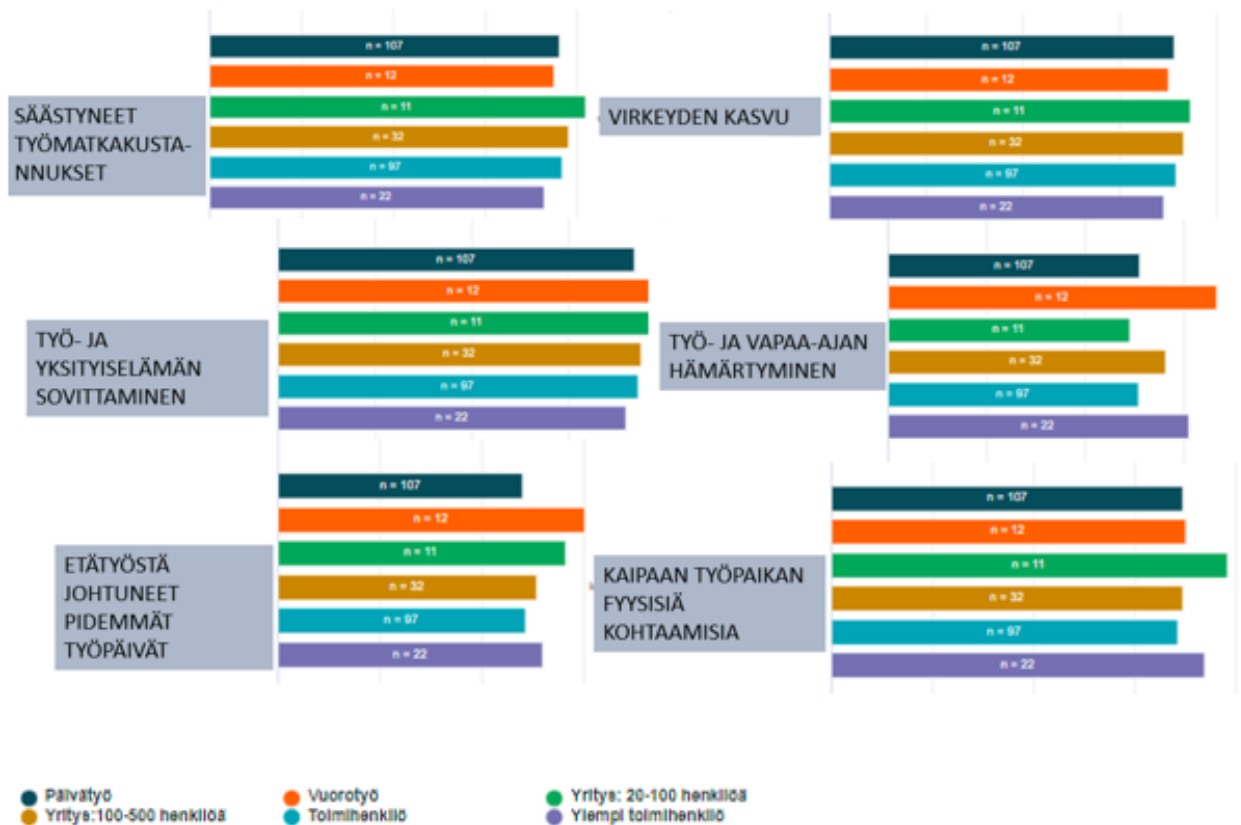 n = 107
n = 12
n = 11
n = 32
n = 97
n = 22
SÄÄSTYNEET
TYÖMATKAKUSTA-
NNUKSET
n = 107
n = 12
n = 11
n = 32
n = 97
n = 22
VIRKEYDEN KASVU
n = 107
n = 12
n = 11
n = 32
n = 97
n = 22
TYÖ- JA
YKSITYISELÄMÄN
SOVITTAMINEN
n = 107
n = 12
n = 11
n = 32
n = 97
n = 22
TYÖ- JA VAPAA-AJAN
HÄMÄRTYMINEN
n = 107
n = 12
n = 11
n = 32
n = 97
n = 22
ETÄTYÖSTÄ
JOHTUNEET
PIDEMMÄT
TYÖPÄIVÄT
n = 107
n = 12
n = 11
n = 32
n = 97
n = 22
KAIPAAN TYÖPAIKAN
FYYSISIÄ
KOHTAAMISIA
Päivätyö
Vuorotyö
Yritys: 20-100 henkilöä
Yritys:100-500 henkilöä
Toimihenkilö
Ylempi toimihenkilö